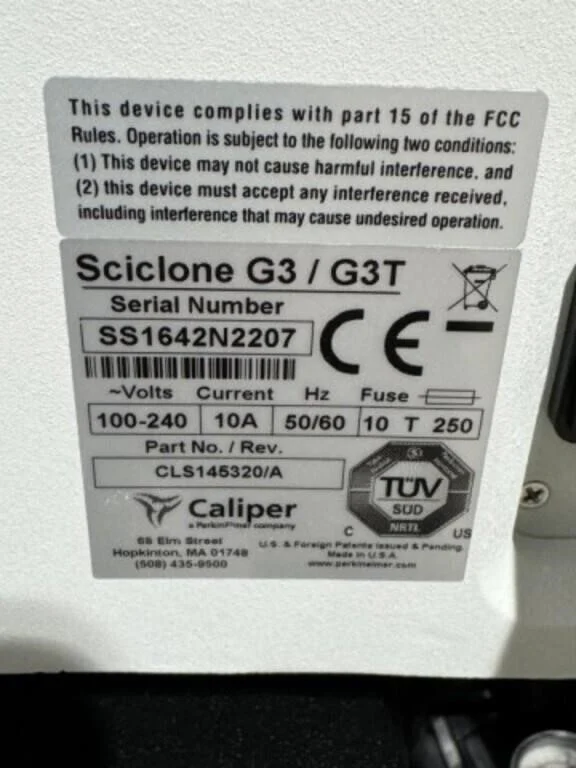 This device complies with part 15 of the FCC
Rules. Operation is subject to the following two conditions:
(1) This device may not cause harmful interference, and
(2) this device must accept any interference received,
including interference that may cause undesired operation.
Sciclone G3 / G3T
Serial Number
SS1642N2207
CE
~Volts Current Hz Fuse
100-240 10A 50/60 10 T 250
Part No. / Rev.
CLS145320/A
TÜV
SÜD
NRTL
C US
Caliper
a PerkinElmer company
68 Elm Street
Hopkinton, MA 01748
(508) 435-9500
U.S. & Foreign Patents Issued & Pending.
Made in U.S.A.
www.perkinelmer.com